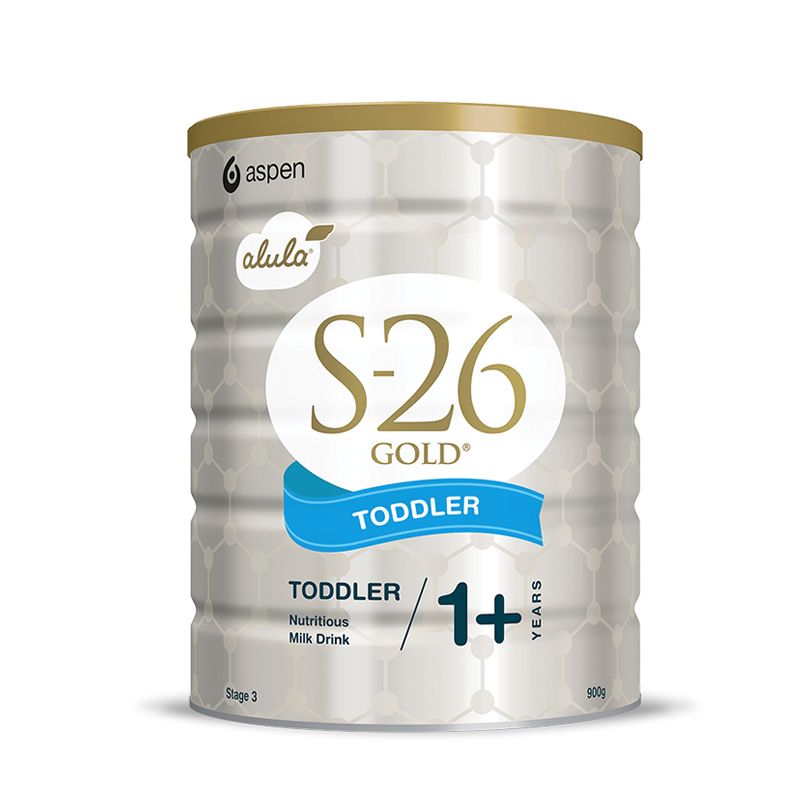 aspen
alula®
S-26
GOLD®
TODDLER
TODDLER
Nutritious
Milk Drink
1+
YEARS
Stage 3
900g